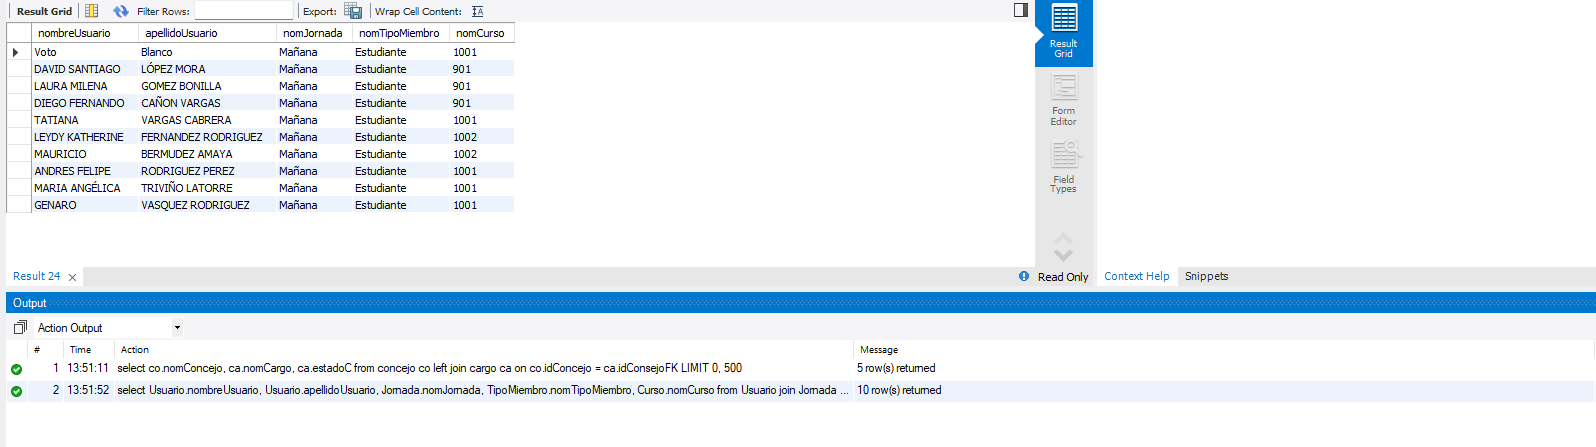 Result Grid Filter Rows: Export: Wrap Cell Content:
nombreUsuario apellidoUsuario nomJornada nomTipoMiembro nomCurso
Voto Blanco Mañana Estudiante 1001
DAVID SANTIAGO LÓPEZ MORA Mañana Estudiante 901
LAURA MILENA GOMEZ BONILLA Mañana Estudiante 901
DIEGO FERNANDO CAÑON VARGAS Mañana Estudiante 901
TATIANA VARGAS CABRERA Mañana Estudiante 1001
LEYDY KATHERINE FERNANDEZ RODRIGUEZ Mañana Estudiante 1002
MAURICIO BERMUDEZ AMAYA Mañana Estudiante 1002
ANDRES FELIPE RODRIGUEZ PEREZ Mañana Estudiante 1001
MARIA ANGÉLICA TRIVIÑO LATORRE Mañana Estudiante 1001
GENARO VASQUEZ RODRIGUEZ Mañana Estudiante 1001
Result
Grid
Form
Editor
Field
Types
Result 24 Read Only Context Help Snippets
Output
Action Output
# Time Action Message
1 13:51:11 select co.nomConcejo, ca.nomCargo, ca.estadoC from concejo co left join cargo ca on co.idConcejo = ca.idConsejoFK LIMIT 0, 500 5 row(s) returned
2 13:51:52 select Usuario.nombreUsuario, Usuario.apellidoUsuario, Jornada.nomJornada, TipoMiembro.nomTipoMiembro, Curso.nomCurso from Usuario join Jornada ... 10 row(s) returned